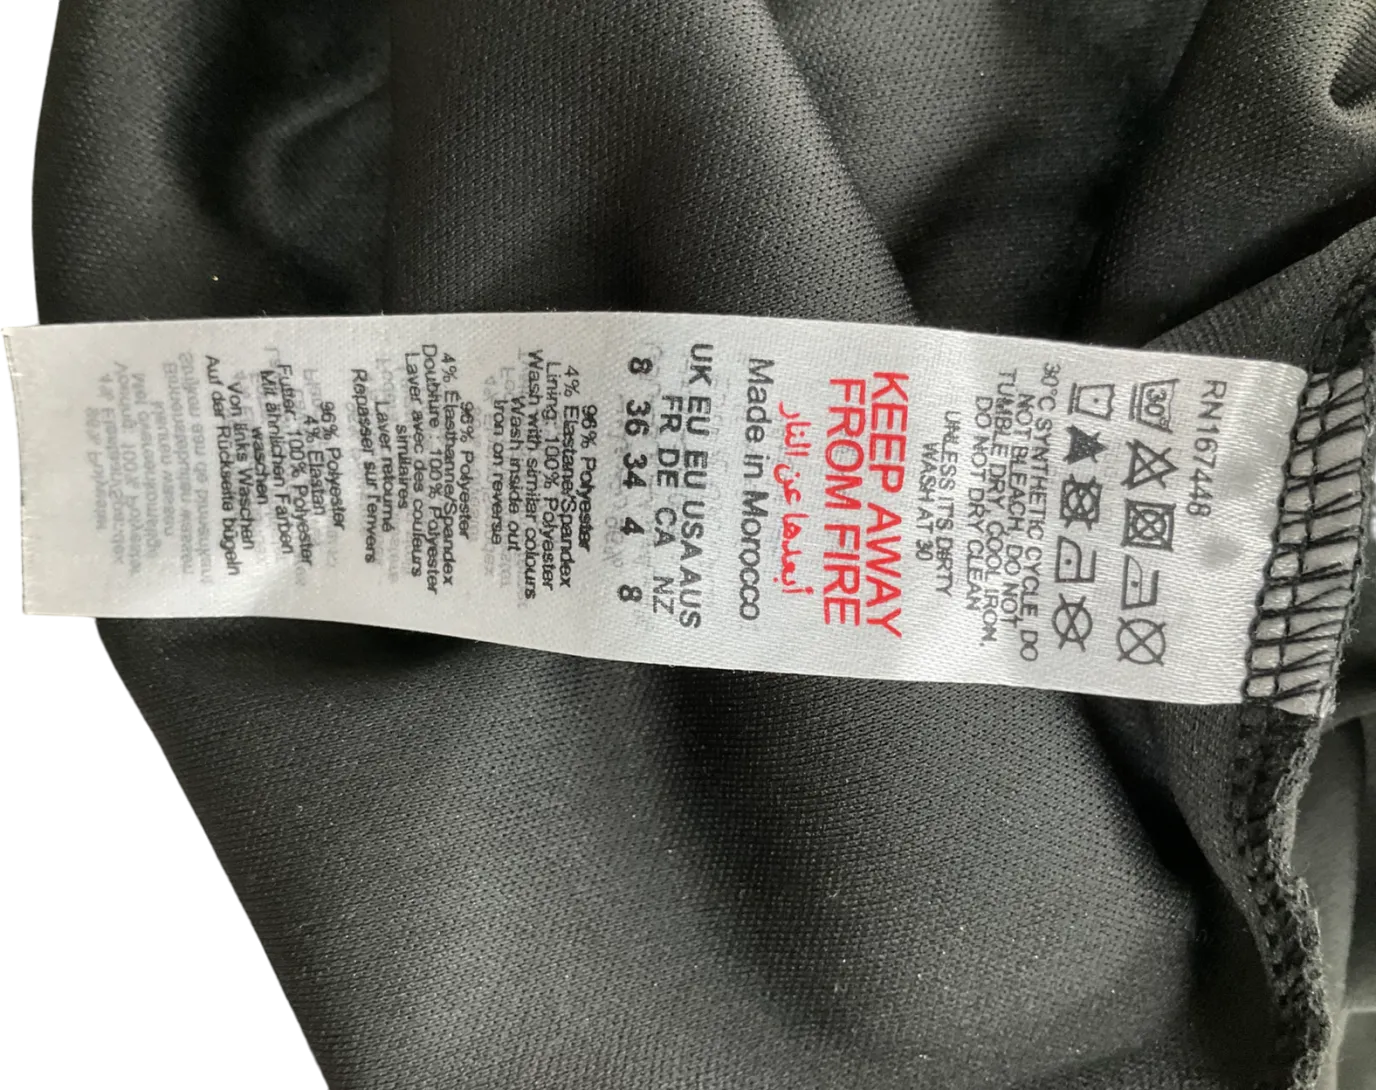 RN167448
30°
30°C SYNTHETIC CYCLE, DO
NOT BLEACH, DO NOT
TUMBLE DRY, COOL IRON.
DO NOT DRY CLEAN
UNLESS IT'S DIRTY
WASH AT 30
KEEP AWAY
FROM FIRE
أبعدها عن النار
Made in Morocco
UK EU EU USA AUS
FR DE CA NZ
8 36 34 4 8
96% Polyester
4% Elastane/Spandex
Lining: 100% Polyester
Wash with similar colours
Wash inside out
Iron on reverse
96% Polyester
4% Élasthanne/Spandex
Doublure: 100% Polyester
Laver avec des couleurs
similaires
Laver retourné
Repasser sur l'envers
96% Polyester
4% Elastan
Futter: 100% Polyester
Mit ähnlichen Farben
waschen
Von links Waschen
Auf der Rückseite bügeln